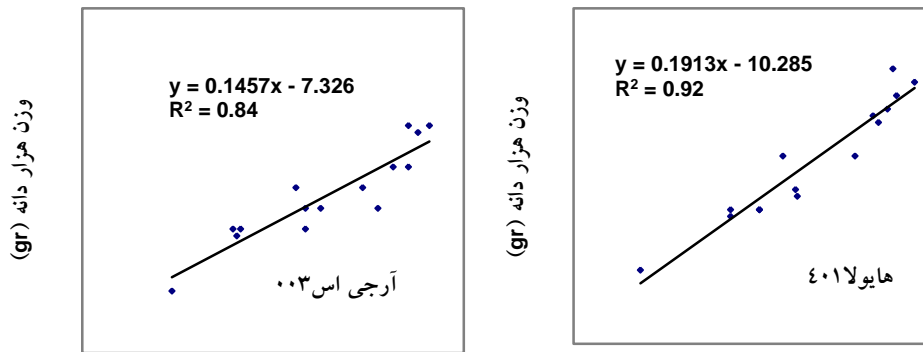 وزن هزار دانه (gr)
y = 0.1457x - 7.326
R² = 0.84
آرجی اس۰۰۳
وزن هزار دانه (gr)
y = 0.1913x - 10.285
R² = 0.92
هایولا٤۰۱